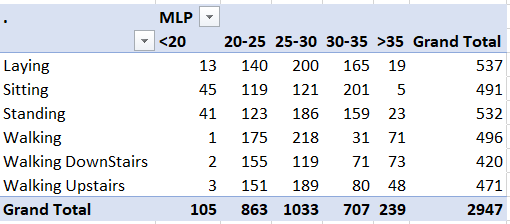 . MLP
<20 20-25 25-30 30-35 >35 Grand Total
Laying 13 140 200 165 19 537
Sitting 45 119 121 201 5 491
Standing 41 123 186 159 23 532
Walking 1 175 218 31 71 496
Walking DownStairs 2 155 119 71 73 420
Walking Upstairs 3 151 189 80 48 471
Grand Total 105 863 1033 707 239 2947